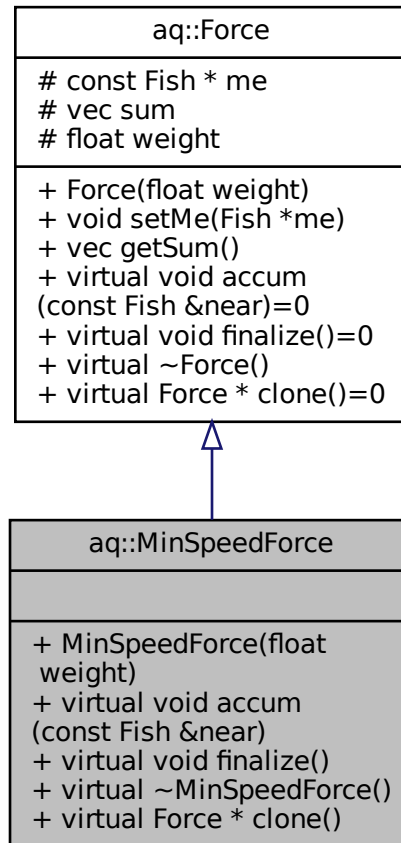 aq::Force
# const Fish * me
# vec sum
# float weight
+ Force(float weight)
+ void setMe(Fish *me)
+ vec getSum()
+ virtual void accum
(const Fish &near)=0
+ virtual void finalize()=0
+ virtual ~Force()
+ virtual Force * clone()=0
aq::MinSpeedForce
+ MinSpeedForce(float
weight)
+ virtual void accum
(const Fish &near)
+ virtual void finalize()
+ virtual ~MinSpeedForce()
+ virtual Force * clone()